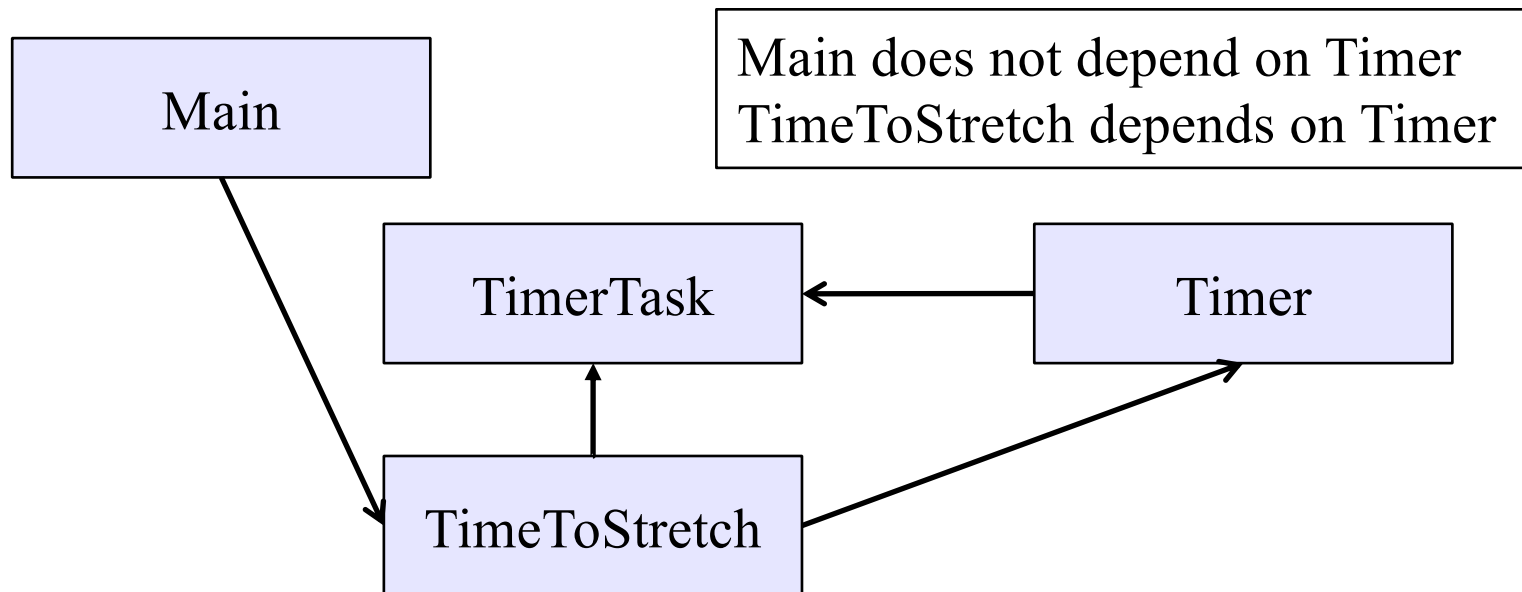 Main
Main does not depend on Timer
TimeToStretch depends on Timer
TimerTask
Timer
TimeToStretch